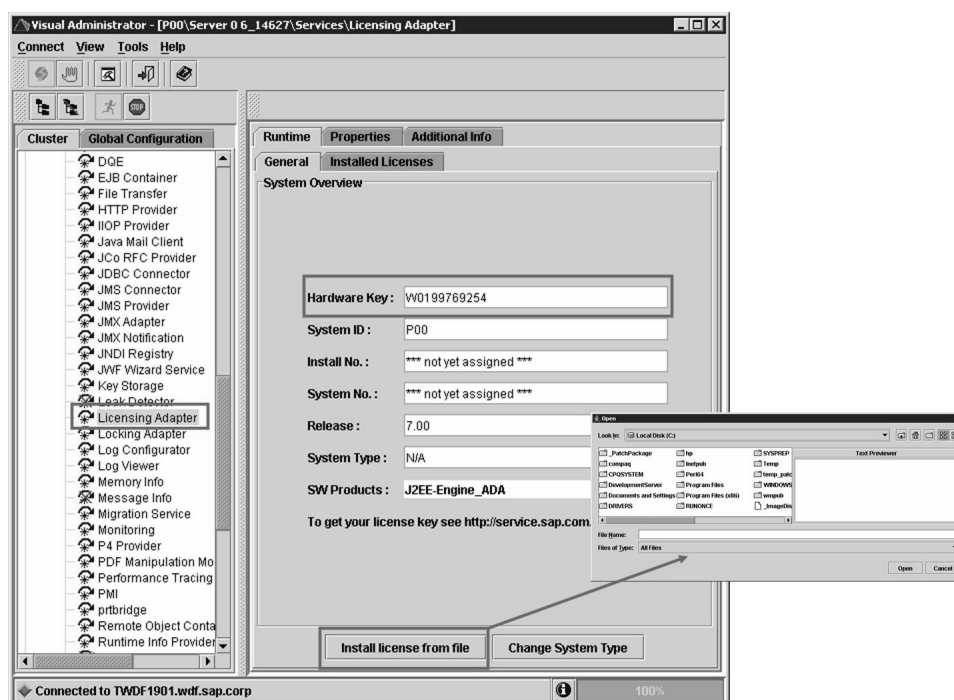 Visual Administrator - [P00\Server 0 6_14627\Services\Licensing Adapter]
Connect View Tools Help
STOP
Cluster Global Configuration
DQE
EJB Container
File Transfer
HTTP Provider
IIOP Provider
Java Mail Client
JCo RFC Provider
JDBC Connector
JMS Connector
JMS Provider
JMX Adapter
JMX Notification
JNDI Registry
JWF Wizard Service
Key Storage
Leak Detector
Licensing Adapter
Locking Adapter
Log Configurator
Log Viewer
Memory Info
Message Info
Migration Service
Monitoring
P4 Provider
PDF Manipulation Mo
Performance Tracing
PMI
prtbridge
Remote Object Conta
Runtime Info Provider
Runtime Properties Additional Info
General Installed Licenses
System Overview
Hardware Key : W0199769254
System ID : P00
Install No. : *** not yet assigned ***
System No. : *** not yet assigned ***
Release : 7.00
System Type : N/A
SW Products : J2EE-Engine_ADA
To get your license key see http://service.sap.com.
Install license from file Change System Type
Open
Look In: Local Disk (C:)
_PatchPackage hp SYSPREP
compaq Inetpub Temp
CPQSYSTEM Perl64 temp_patc
DevelopmentServer Program Files WINDOWS
Documents and Settings Program Files (x86) wmpub
DRIVERS RUNONCE _ImageDis
Text Previewer
File Name:
Files of Type: All Files
Open Cancel
Connected to TWDF1901.wdf.sap.corp 100%